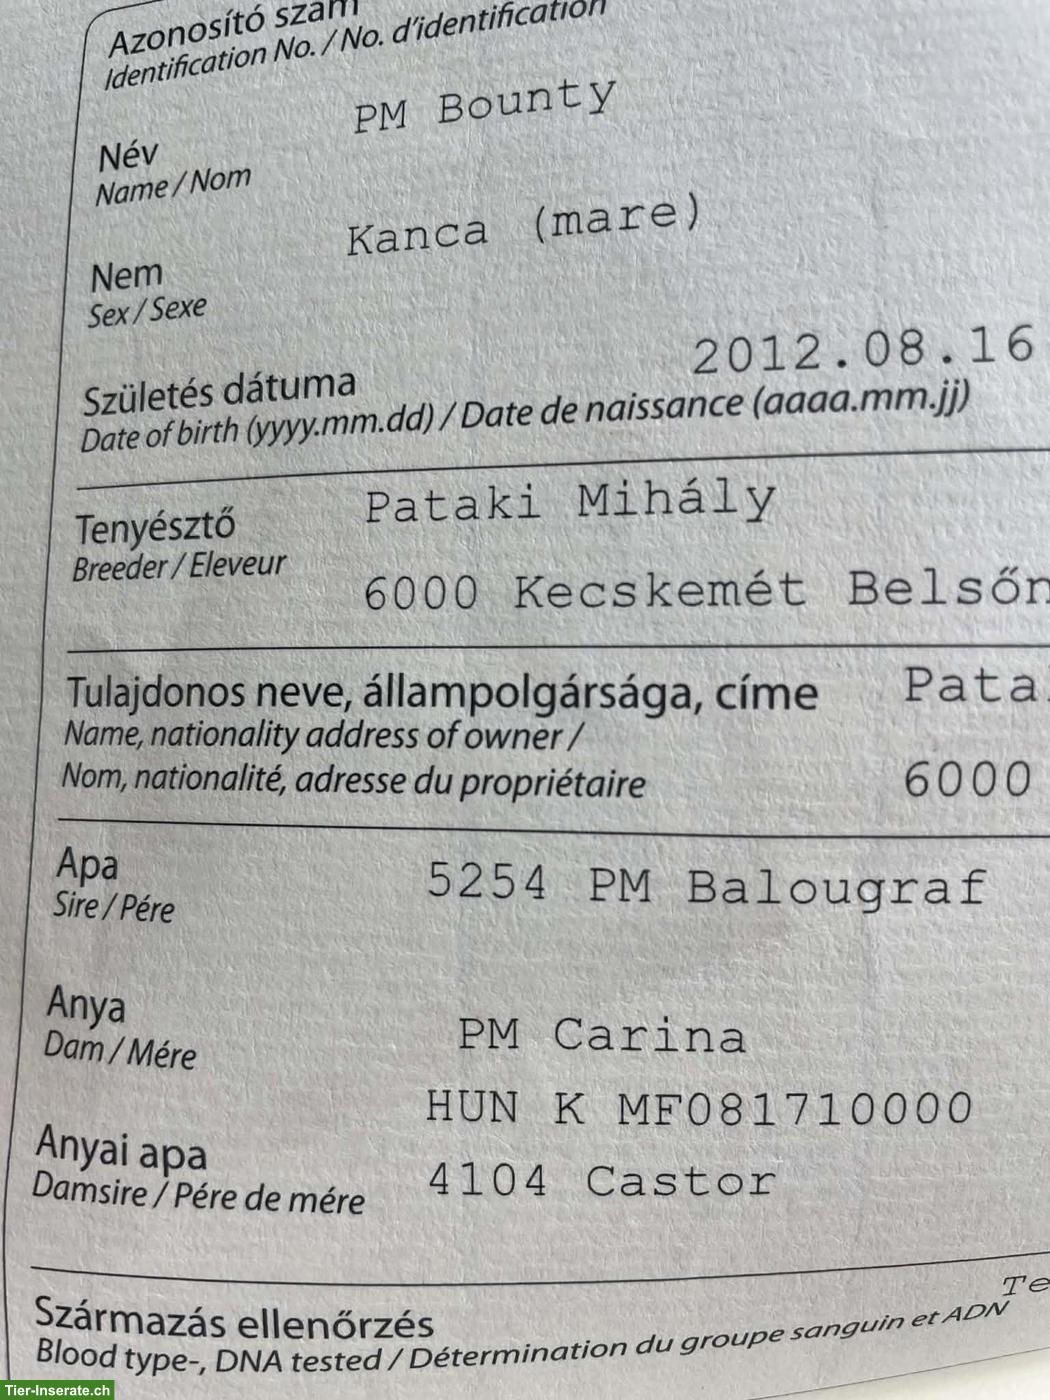 Azonosító szám
Identification No. / No. d'identification
PM Bounty
Név
Name / Nom
Kanca (mare)
Nem
Sex / Sexe
2012.08.16
Születés dátuma
Date of birth (yyyy.mm.dd) / Date de naissance (aaaa.mm.jj)
Pataki Mihály
Tenyésztő
Breeder / Eleveur
6000 Kecskemét
Tulajdonos neve, állampolgársága, címe
Name, nationality address of owner /
Nom, nationalité, adresse du propriétaire
6000
Apa
5254 PM Balougraf
Sire / Pére
Anya
PM Carina
Dam / Mére
HUN K MF081710000
Anyai apa
4104 Castor
Damsire / Pére de mére
Származás ellenőrzés
Blood type-, DNA tested / Détermination du groupe sanguin et ADN
Tier-Inserate.ch